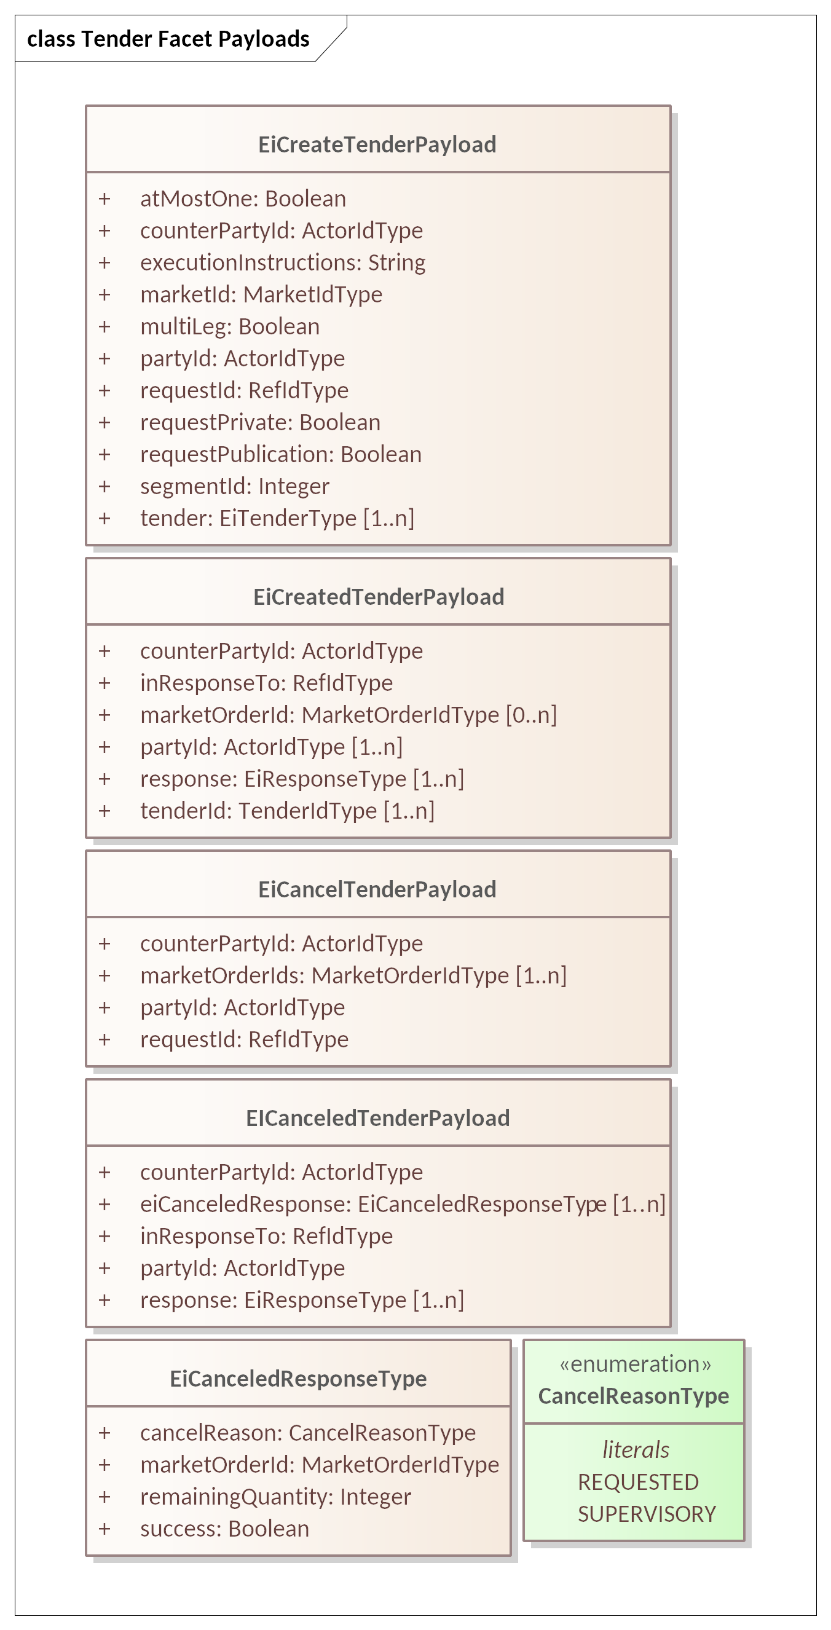 class Tender Facet Payloads
EiCreateTenderPayload
+ atMostOne: Boolean
+ counterPartyId: ActorIdType
+ executionInstructions: String
+ marketId: MarketIdType
+ multiLeg: Boolean
+ partyId: ActorIdType
+ requestId: RefIdType
+ requestPrivate: Boolean
+ requestPublication: Boolean
+ segmentId: Integer
+ tender: EiTenderType [1..n]
EiCreatedTenderPayload
+ counterPartyId: ActorIdType
+ inResponseTo: RefIdType
+ marketOrderId: MarketOrderIdType [0..n]
+ partyId: ActorIdType [1..n]
+ response: EiResponseType [1..n]
+ tenderId: TenderIdType [1..n]
EiCancelTenderPayload
+ counterPartyId: ActorIdType
+ marketOrderIds: MarketOrderIdType [1..n]
+ partyId: ActorIdType
+ requestId: RefIdType
EICanceledTenderPayload
+ counterPartyId: ActorIdType
+ eiCanceledResponse: EiCanceledResponseType [1..n]
+ inResponseTo: RefIdType
+ partyId: ActorIdType
+ response: EiResponseType [1..n]
EiCanceledResponseType
+ cancelReason: CancelReasonType
+ marketOrderId: MarketOrderIdType
+ remainingQuantity: Integer
+ success: Boolean
«enumeration»
CancelReasonType
literals
REQUESTED
SUPERVISORY